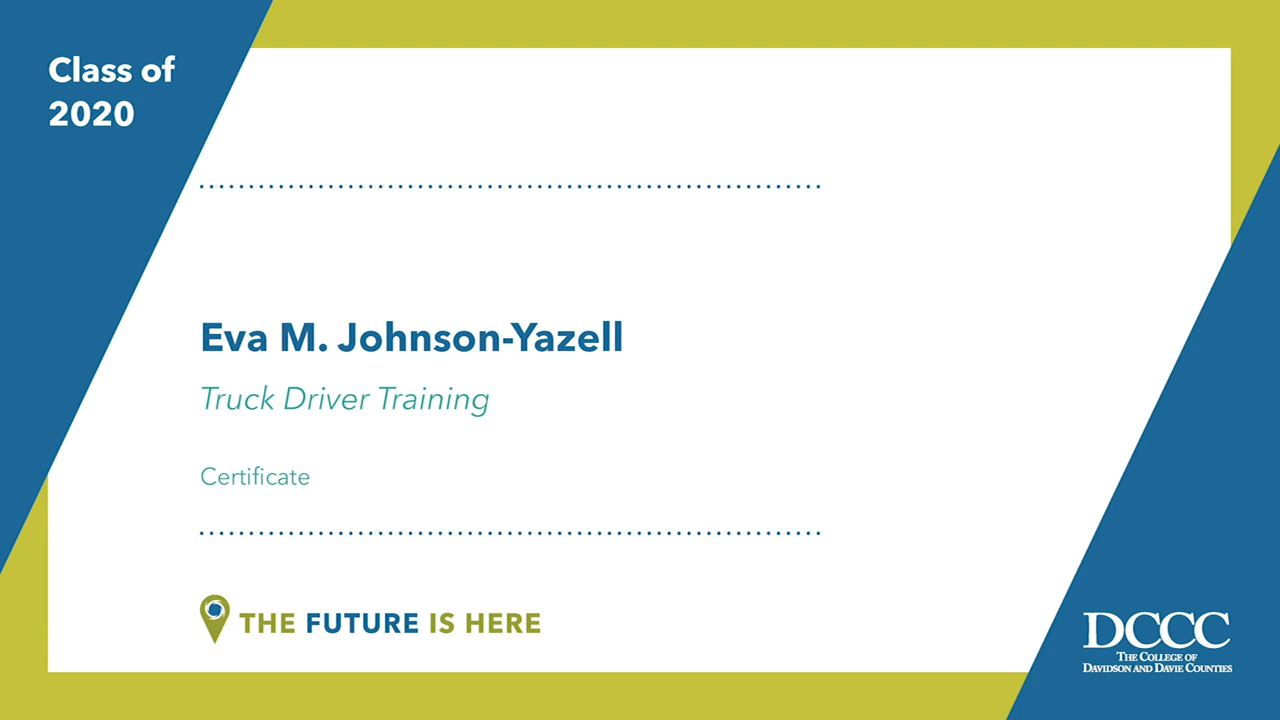 Class of
2020
Eva M. Johnson-Yazell
Truck Driver Training
Certificate
THE FUTURE IS HERE
DCCC
THE COLLEGE OF
DAVIDSON AND DAVIE COUNTIES